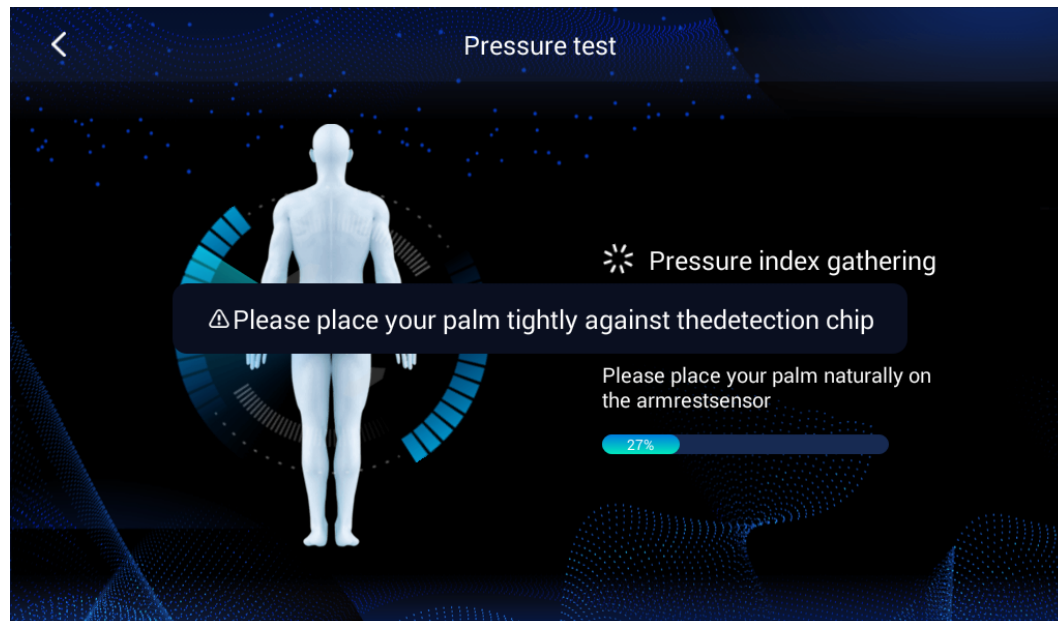 Pressure test
Pressure index gathering
⚠Please place your palm tightly against thedetection chip
Please place your palm naturally on
the armrestsensor
27%